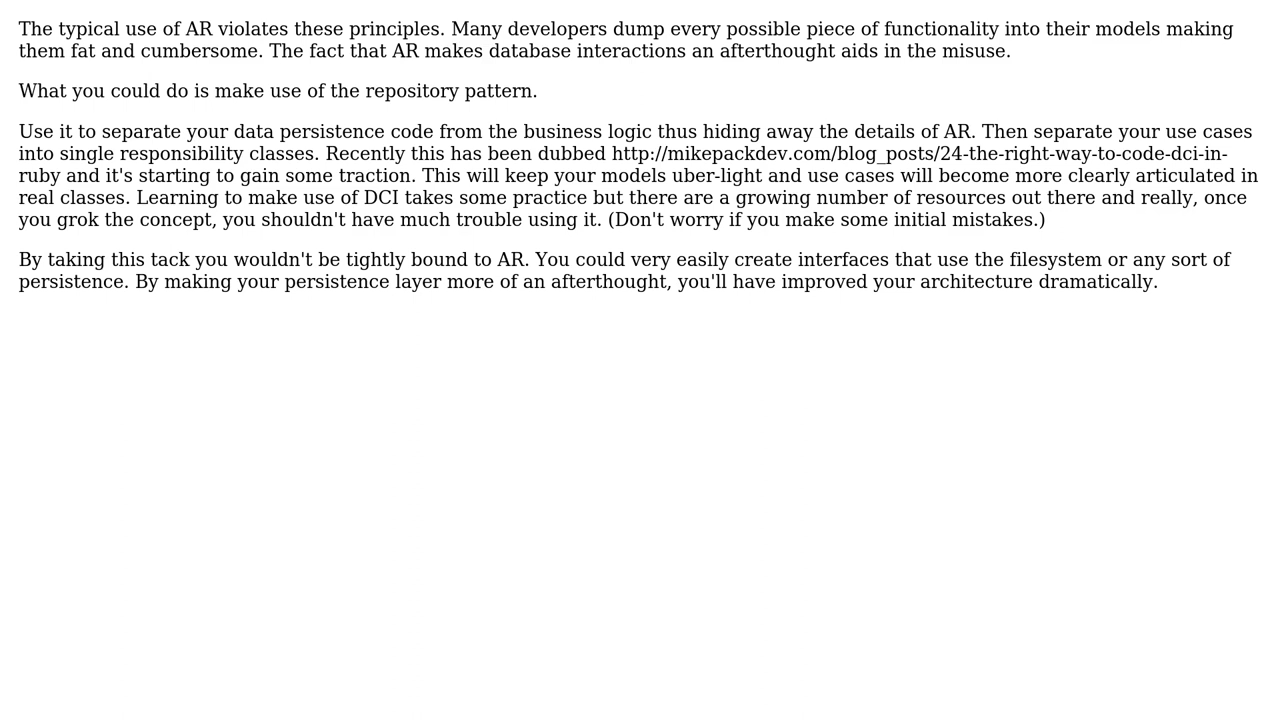 The typical use of AR violates these principles. Many developers dump every possible piece of functionality into their models making
them fat and cumbersome. The fact that AR makes database interactions an afterthought aids in the misuse.
What you could do is make use of the repository pattern.
Use it to separate your data persistence code from the business logic thus hiding away the details of AR. Then separate your use cases
into single responsibility classes. Recently this has been dubbed http://mikepackdev.com/blog_posts/24-the-right-way-to-code-dci-in-
ruby and it's starting to gain some traction. This will keep your models uber-light and use cases will become more clearly articulated in
real classes. Learning to make use of DCI takes some practice but there are a growing number of resources out there and really, once
you grok the concept, you shouldn't have much trouble using it. (Don't worry if you make some initial mistakes.)
By taking this tack you wouldn't be tightly bound to AR. You could very easily create interfaces that use the filesystem or any sort of
persistence. By making your persistence layer more of an afterthought, you'll have improved your architecture dramatically.